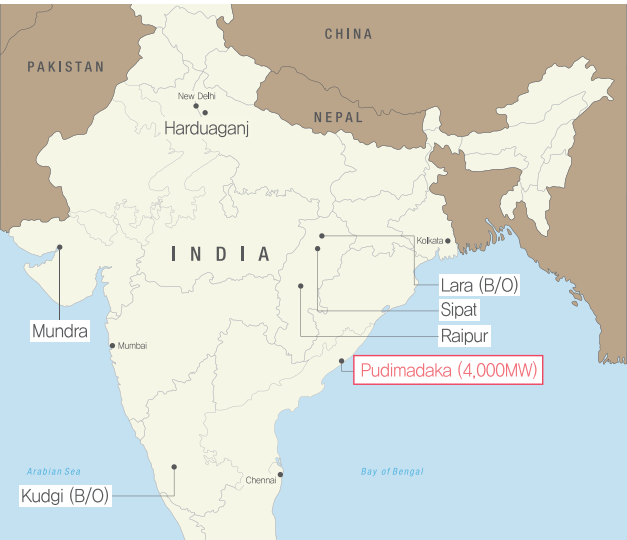 CHINA
PAKISTAN
New Delhi
NEPAL
Harduaganj
INDIA
Kolkata
Lara (B/O)
Sipat
Raipur
Mundra
Mumbai
Pudimadaka (4,000MW)
Arabian Sea
Bay of Bengal
Chennai
Kudgi (B/O)